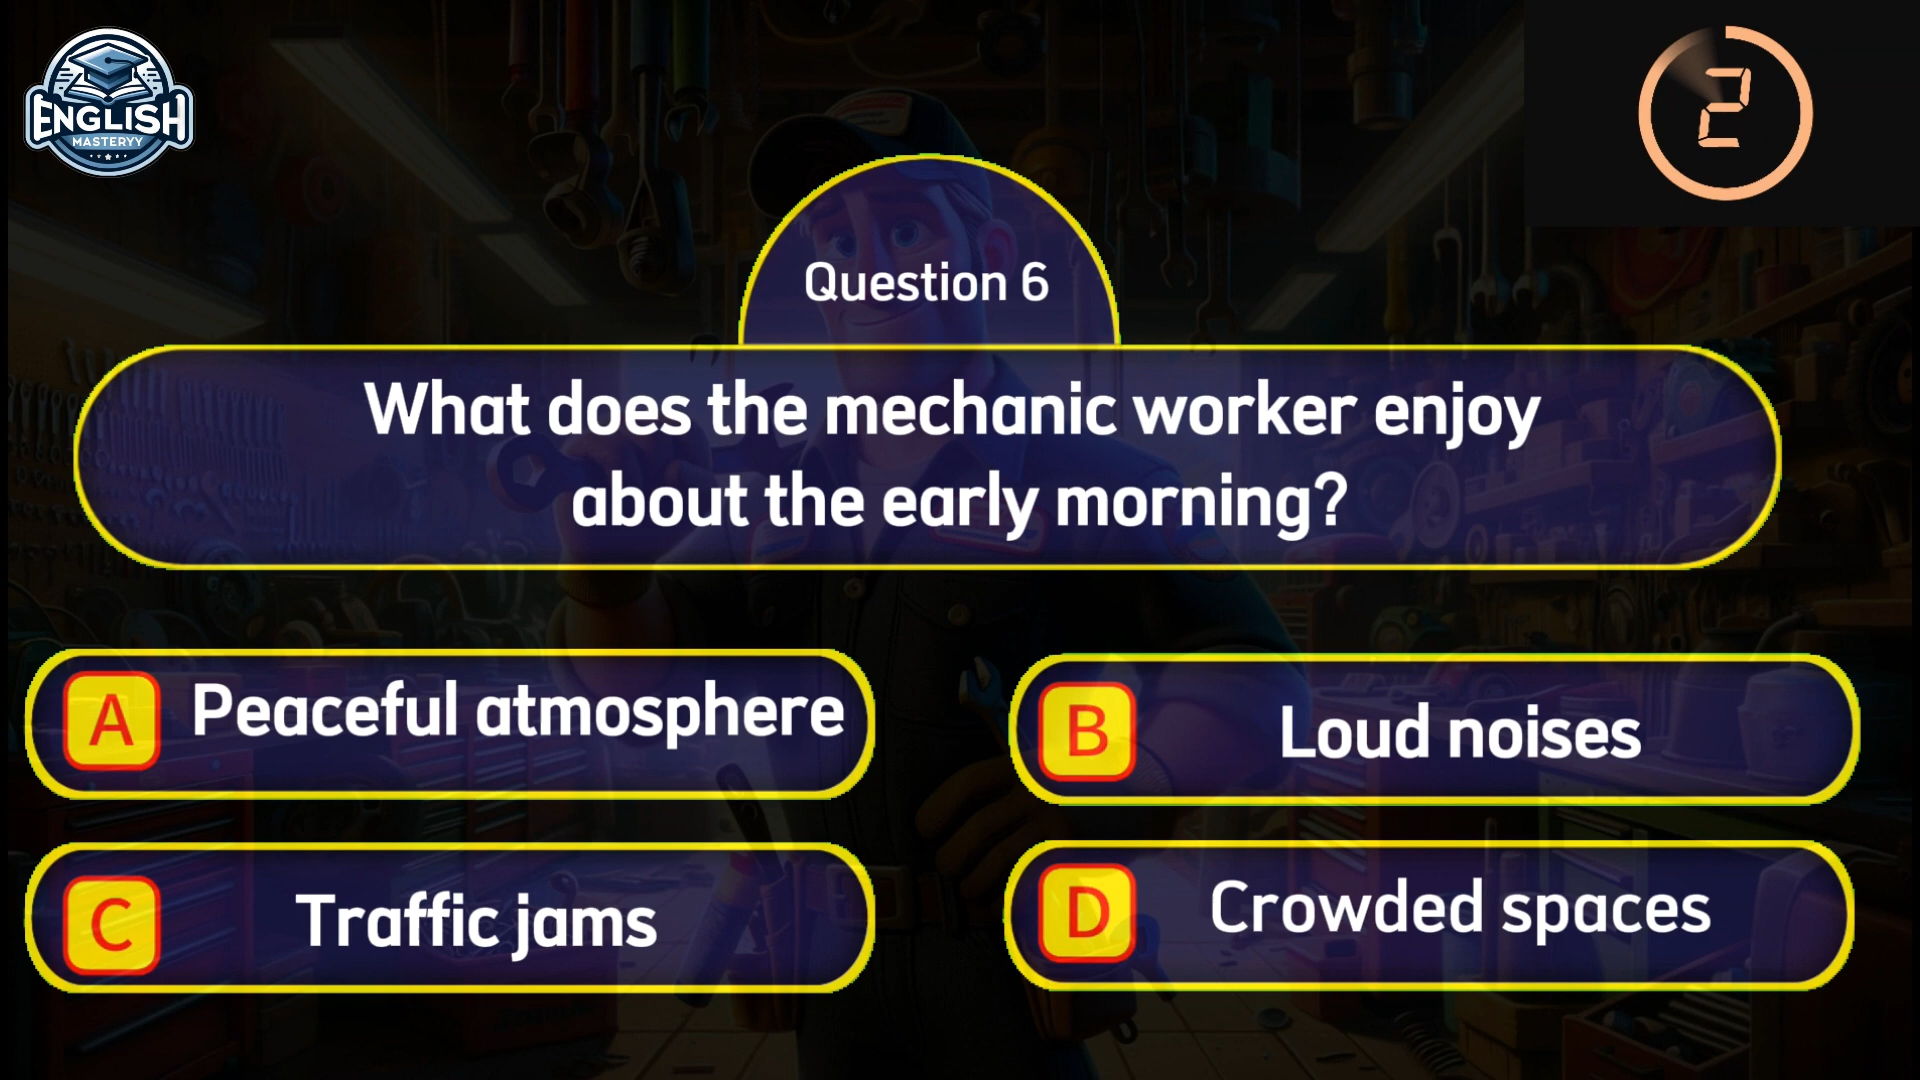 ENGLISH
MASTERYY
2
Question 6
What does the mechanic worker enjoy
about the early morning?
A Peaceful atmosphere
B Loud noises
C Traffic jams
D Crowded spaces